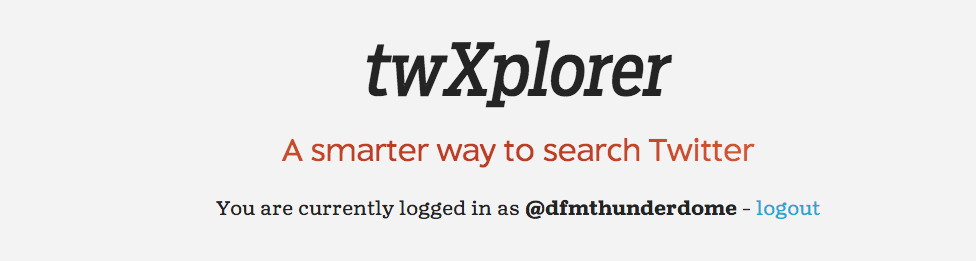 twXplorer
A smarter way to search Twitter
You are currently logged in as @dfmthunderdome - logout